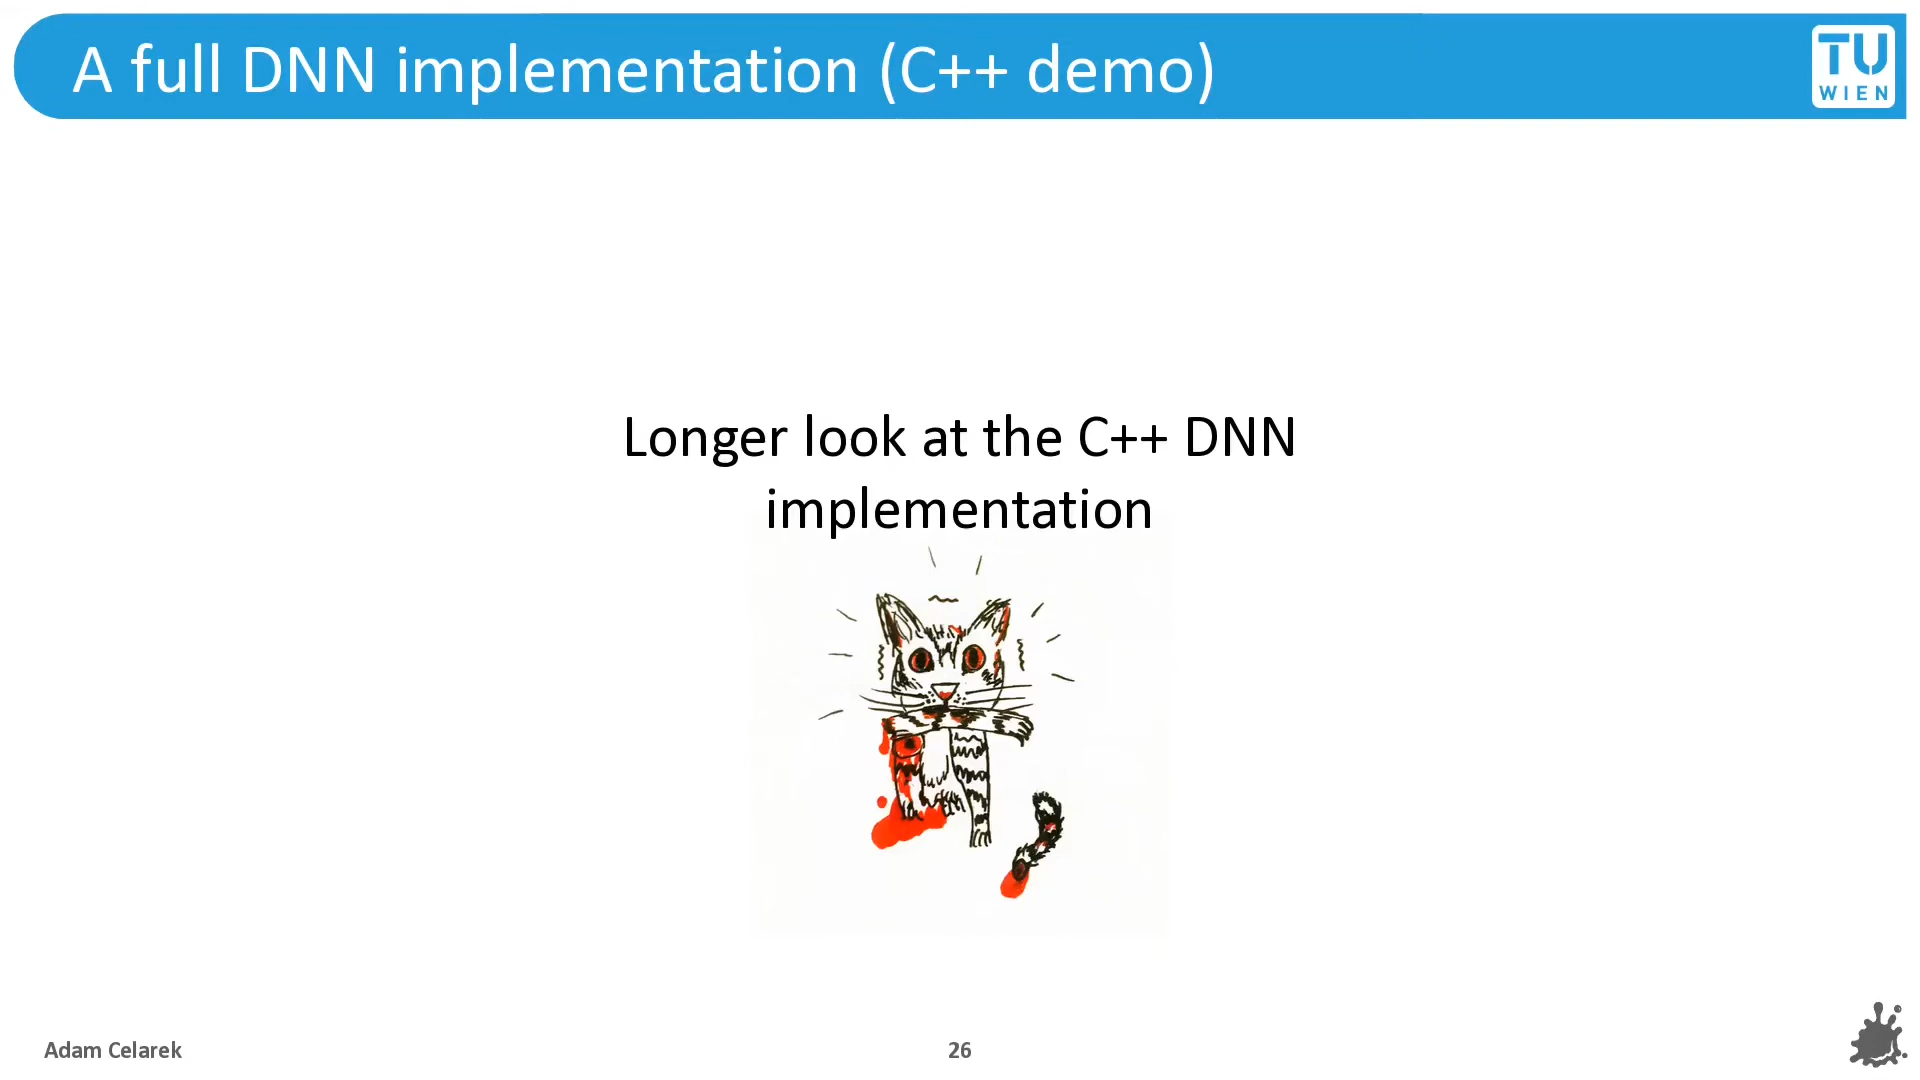 A full DNN implementation (C++ demo)
TU
WIEN
Longer look at the C++ DNN
implementation
Adam Celarek
26